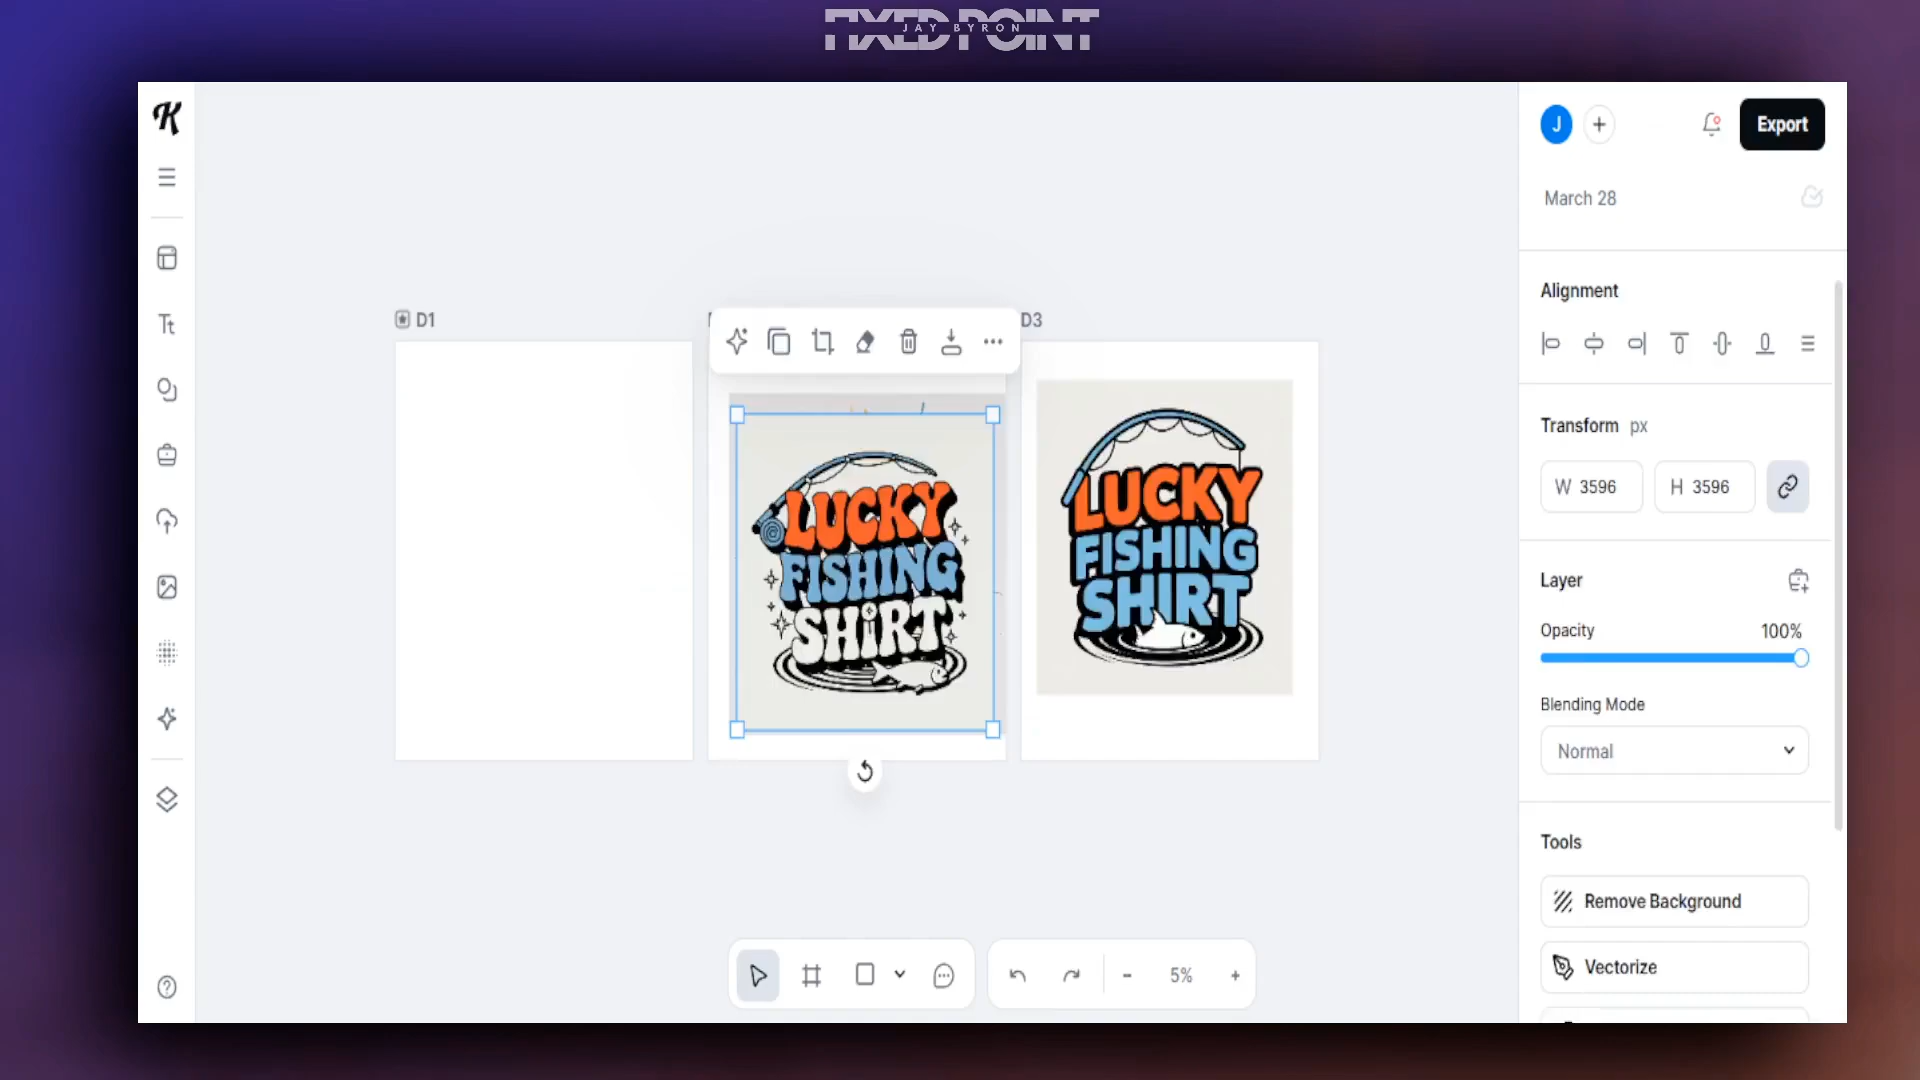 FIXED POINT
JAY BYRON
K
J
+
Export
March 28
Alignment
Transform px
W 3596
H 3596
Layer
Opacity
100%
Blending Mode
Normal
Tools
Remove Background
Vectorize
Tt
D1
D3
LUCKY
FISHING
SHiRT
LUCKY
FISHING
SHIRT
- 5% +